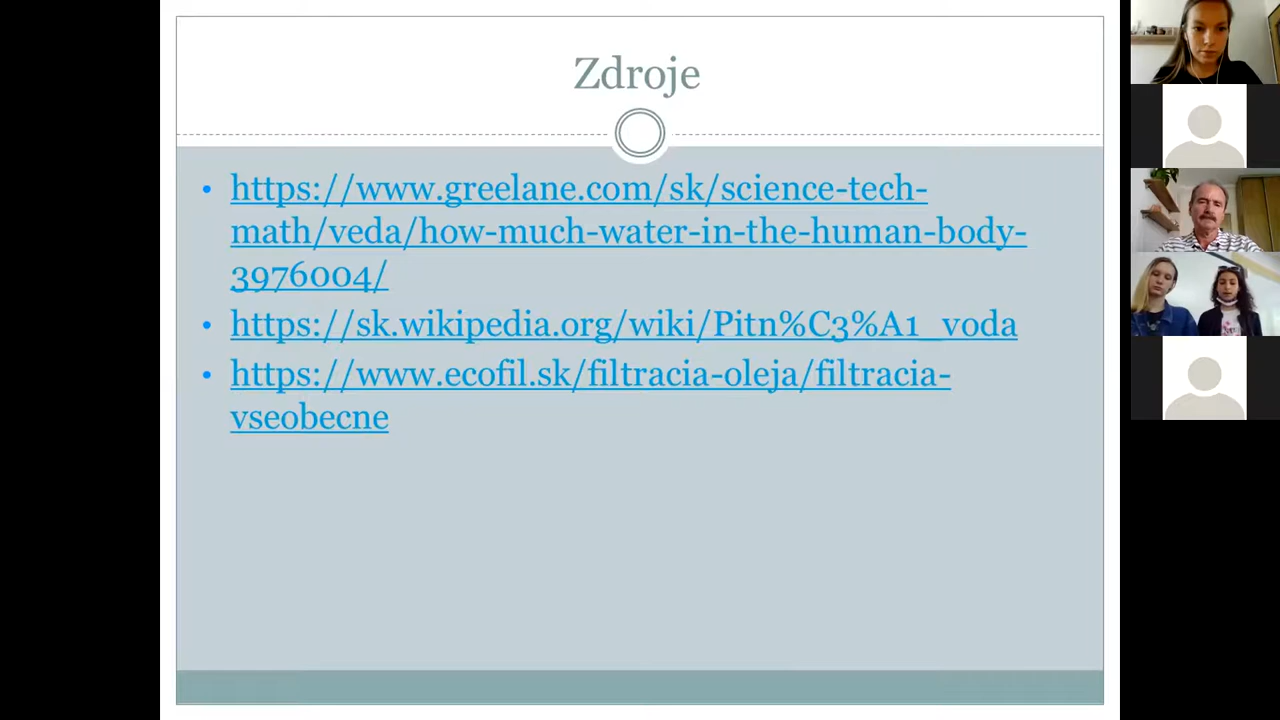 Zdroje
https://www.greelane.com/sk/science-tech-
math/veda/how-much-water-in-the-human-body-
3976004/
https://sk.wikipedia.org/wiki/Pitn%C3%A1_voda
https://www.ecofil.sk/filtracia-oleja/filtracia-
vseobecne